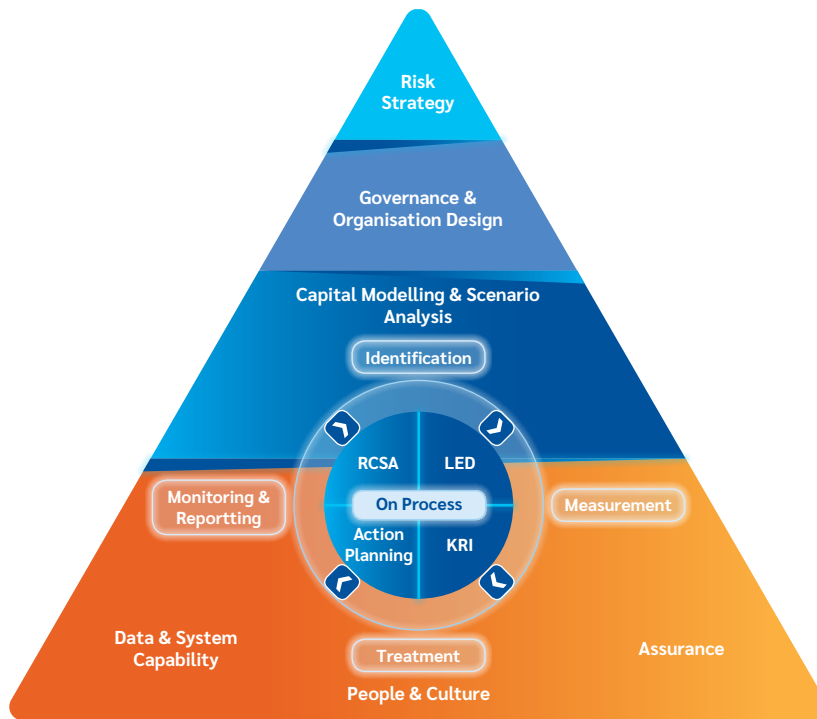 Risk
Strategy
Governance &
Organisation Design
Capital Modelling & Scenario
Analysis
Identification
RCSA
LED
Monitoring &
Reportting
On Process
Measurement
Action
Planning
KRI
Data & System
Capability
Treatment
Assurance
People & Culture